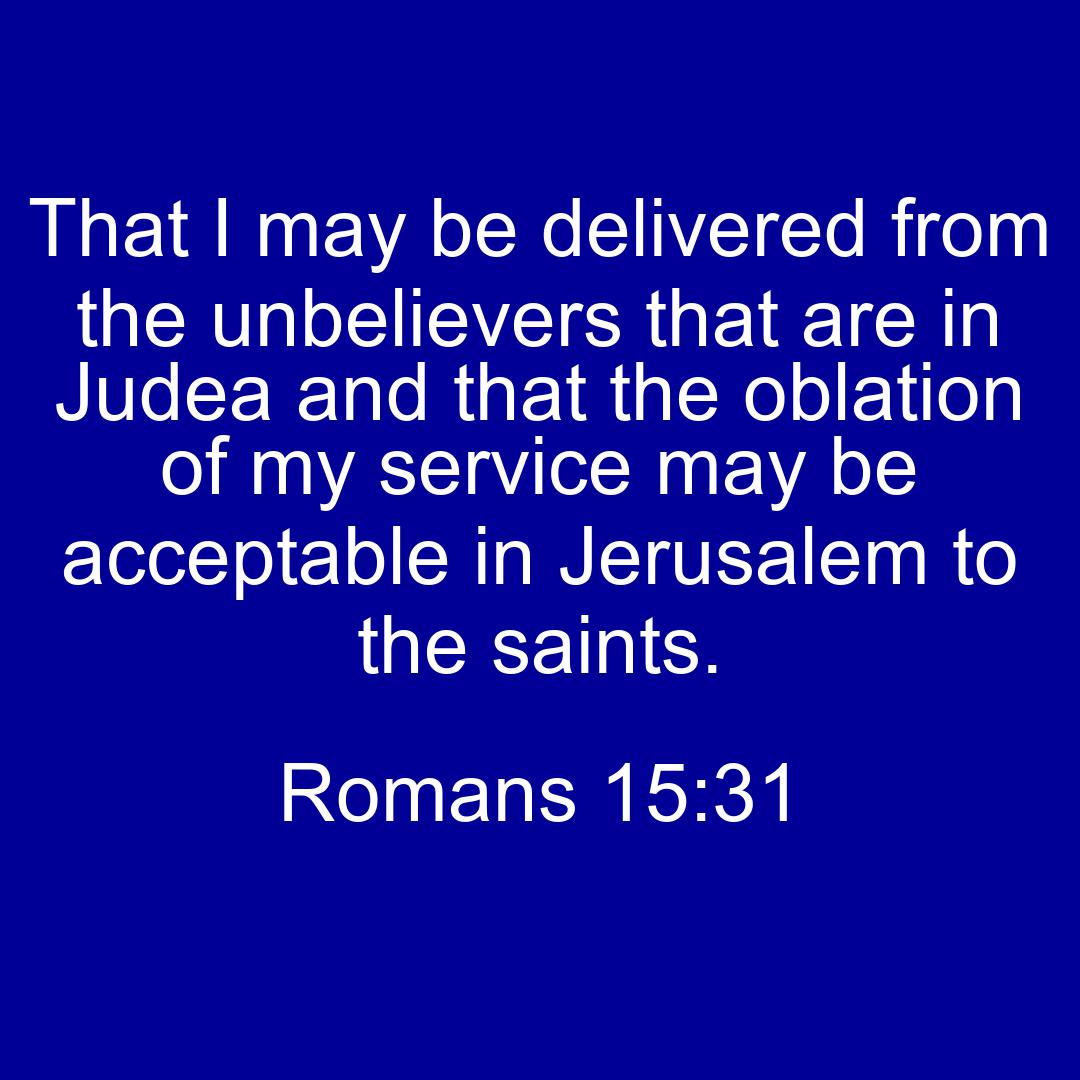 That I may be delivered from
the unbelievers that are in
Judea and that the oblation
of my service may be
acceptable in Jerusalem to
the saints.
Romans 15:31